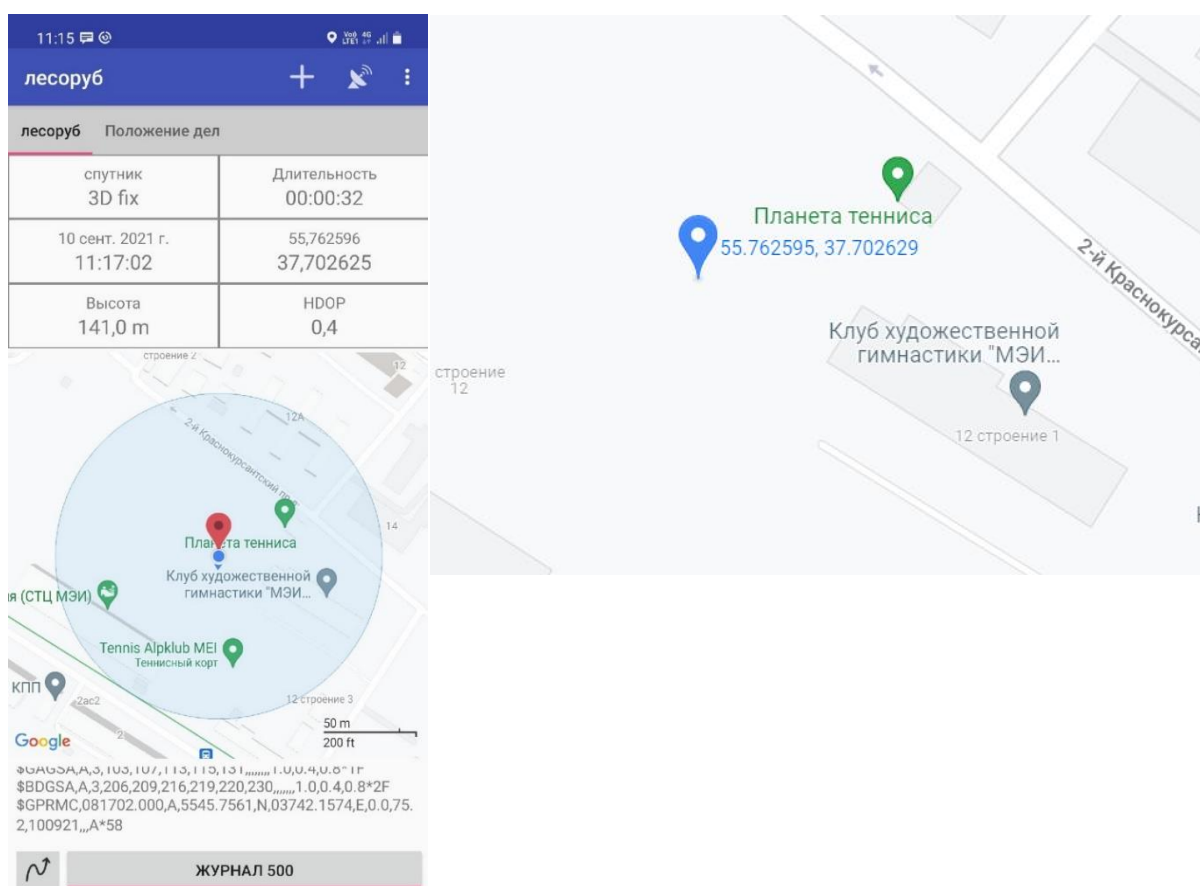 11:15
VoO LTE1 4G
лесоруб
лесоруб Положение дел
спутник
3D fix
Длительность
00:00:32
10 сент. 2021 г.
11:17:02
55,762596
37,702625
Высота
141,0 m
HDOP
0,4
строение 2
12
12А
2-й Краснокурсантский пр-д
14
Планета тенниса
Клуб художественной
гимнастики "МЭИ...
я (СТЦ МЭИ)
Tennis Alpklub MEI
Теннисный корт
КПП
2ас2
12 строение 3
2
50 m
200 ft
Google
$GAGSA,A,3,103,107,113,115,131,,,,,,,,1.0,0.4,0.8*1F
$BDGSA,A,3,206,209,216,219,220,230,,,,,,,1.0,0.4,0.8*2F
$GPRMC,081702.000,A,5545.7561,N,03742.1574,E,0.0,75.
2,100921,,,A*58
ЖУРНАЛ 500
Планета тенниса
55.762595, 37.702629
2-й Краснокурса
Клуб художественной
гимнастики "МЭИ...
строение
12
12 строение 1